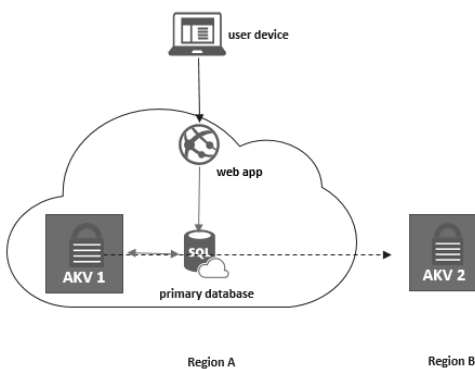 user device
web app
AKV 1
SQL
AKV 2
primary database
Region A
Region B